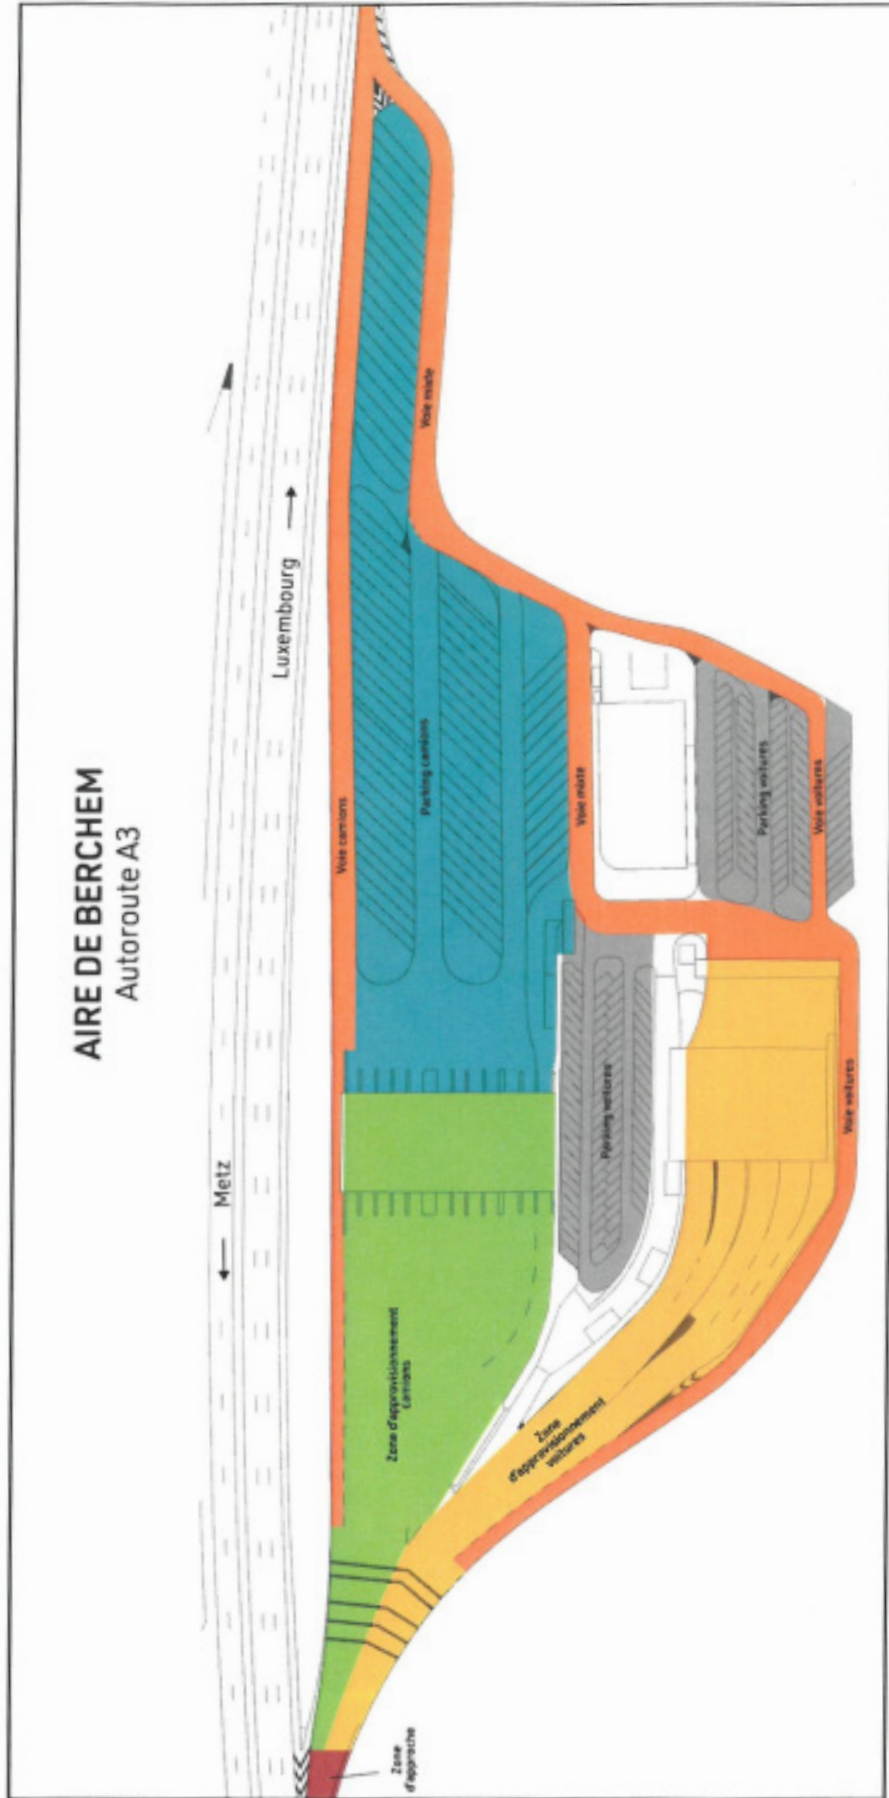 AIRE DE BERCHEM
Autoroute A3
← Metz
Luxembourg →
Voie camions
Parking camions
Voie mixte
Voie mixte
Zone d'approvisionnement
camions
Parking voitures
Parking voitures
Voie voitures
Voie voitures
Zone
d'approvisionnement
voitures
Zone
d'approche